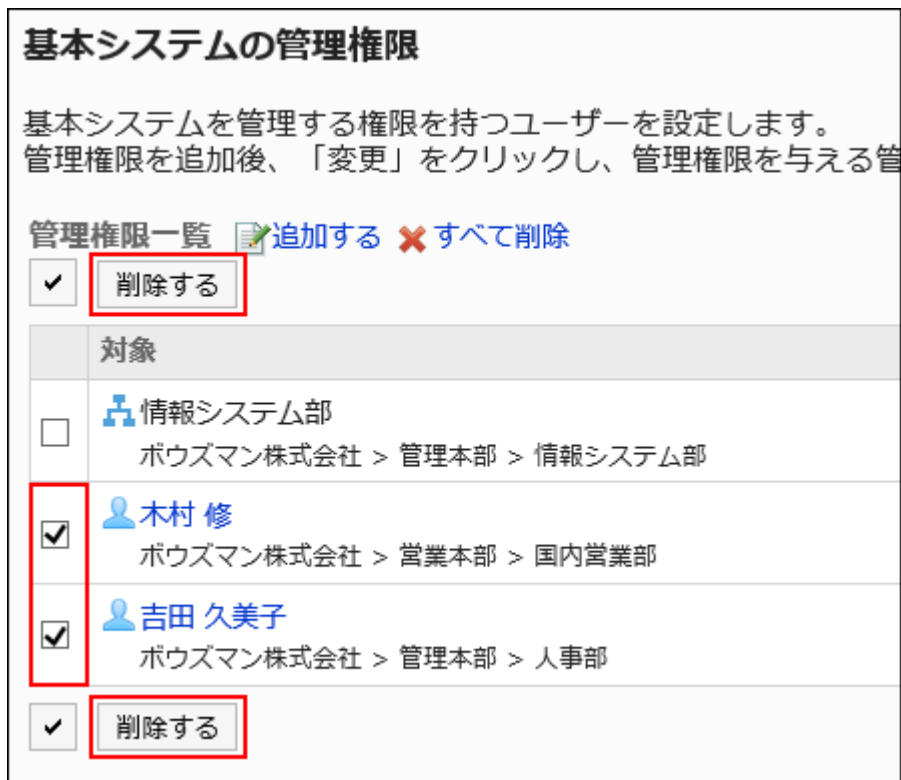 基本システムの管理権限
基本システムを管理する権限を持つユーザーを設定します。
管理権限を追加後、「変更」をクリックし、管理権限を与える管
管理権限一覧 追加する すべて削除
削除する
対象
情報システム部
ボウズマン株式会社 > 管理本部 > 情報システム部
木村 修
ボウズマン株式会社 > 営業本部 > 国内営業部
吉田 久美子
ボウズマン株式会社 > 管理本部 > 人事部
削除する